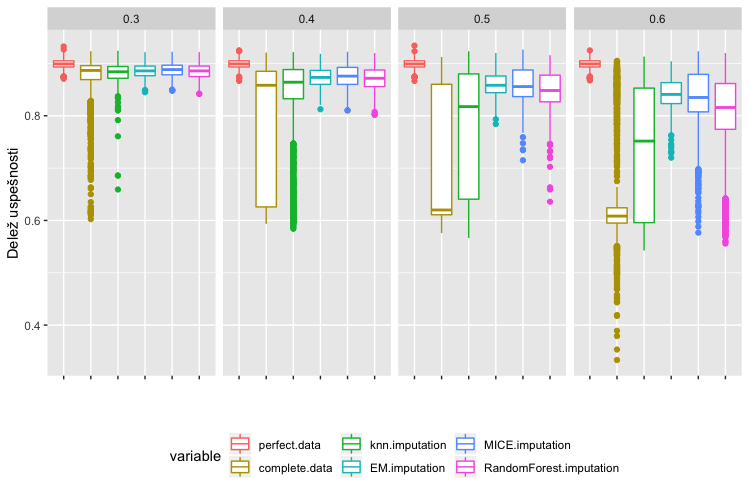 0.3 0.4 0.5 0.6
Delež uspešnosti
0.8
0.6
0.4
variable
perfect.data knn.imputation MICE.imputation
complete.data EM.imputation RandomForest.imputation